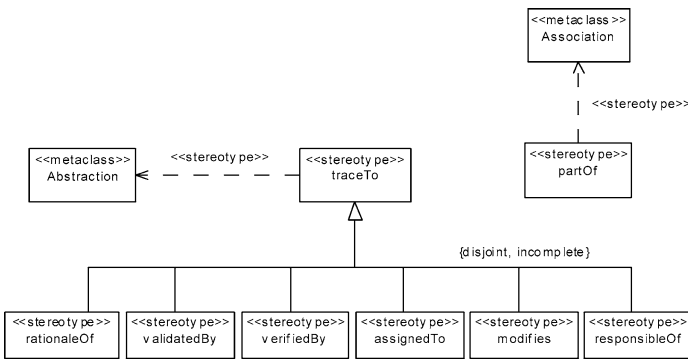 <<metaclass>>
Association
<<stereotype>>
<<stereotype>>
partOf
<<metaclass>>
Abstraction
<<stereotype>>
<<stereotype>>
traceTo
{disjoint, incomplete}
<<stereotype>>
rationaleOf
<<stereotype>>
validatedBy
<<stereotype>>
verifiedBy
<<stereotype>>
assignedTo
<<stereotype>>
modifies
<<stereotype>>
responsibleOf